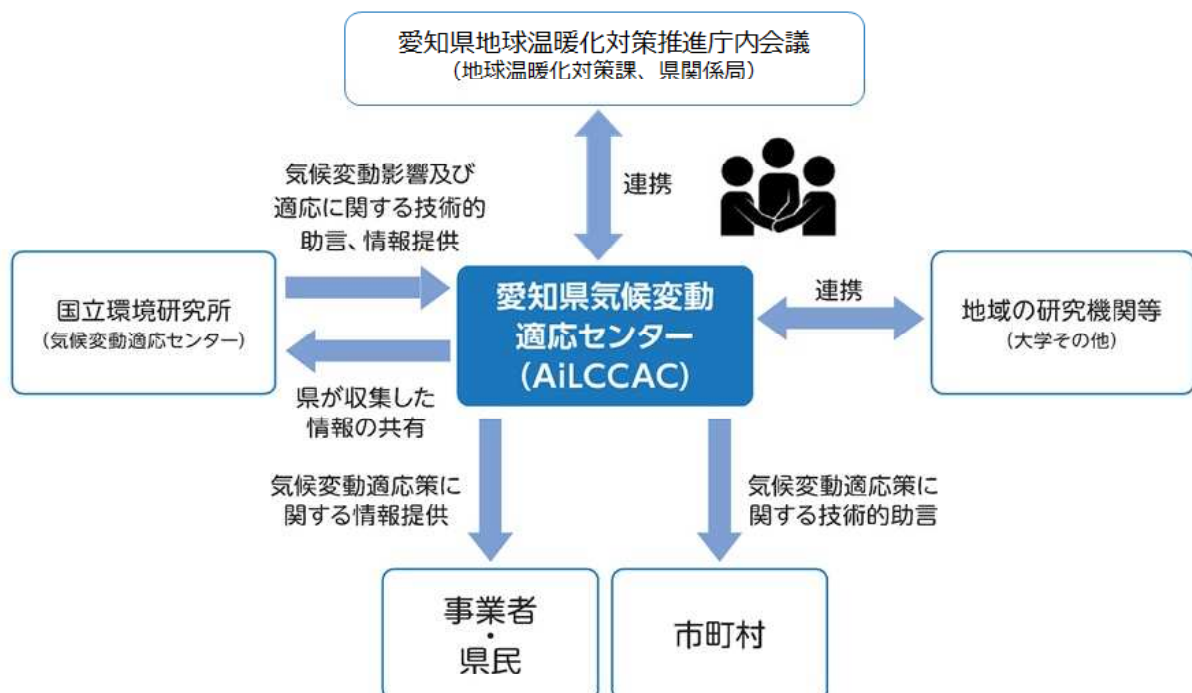 愛知県地球温暖化対策推進庁内会議
（地球温暖化対策課、県関係局）
気候変動影響及び
適応に関する技術的
助言、情報提供
連携
国立環境研究所
(気候変動適応センター)
愛知県気候変動
適応センター
(AiLCCAC)
連携
地域の研究機関等
(大学その他)
県が収集した
情報の共有
気候変動適応策に
関する情報提供
気候変動適応策に
関する技術的助言
事業者
・
県民
市町村